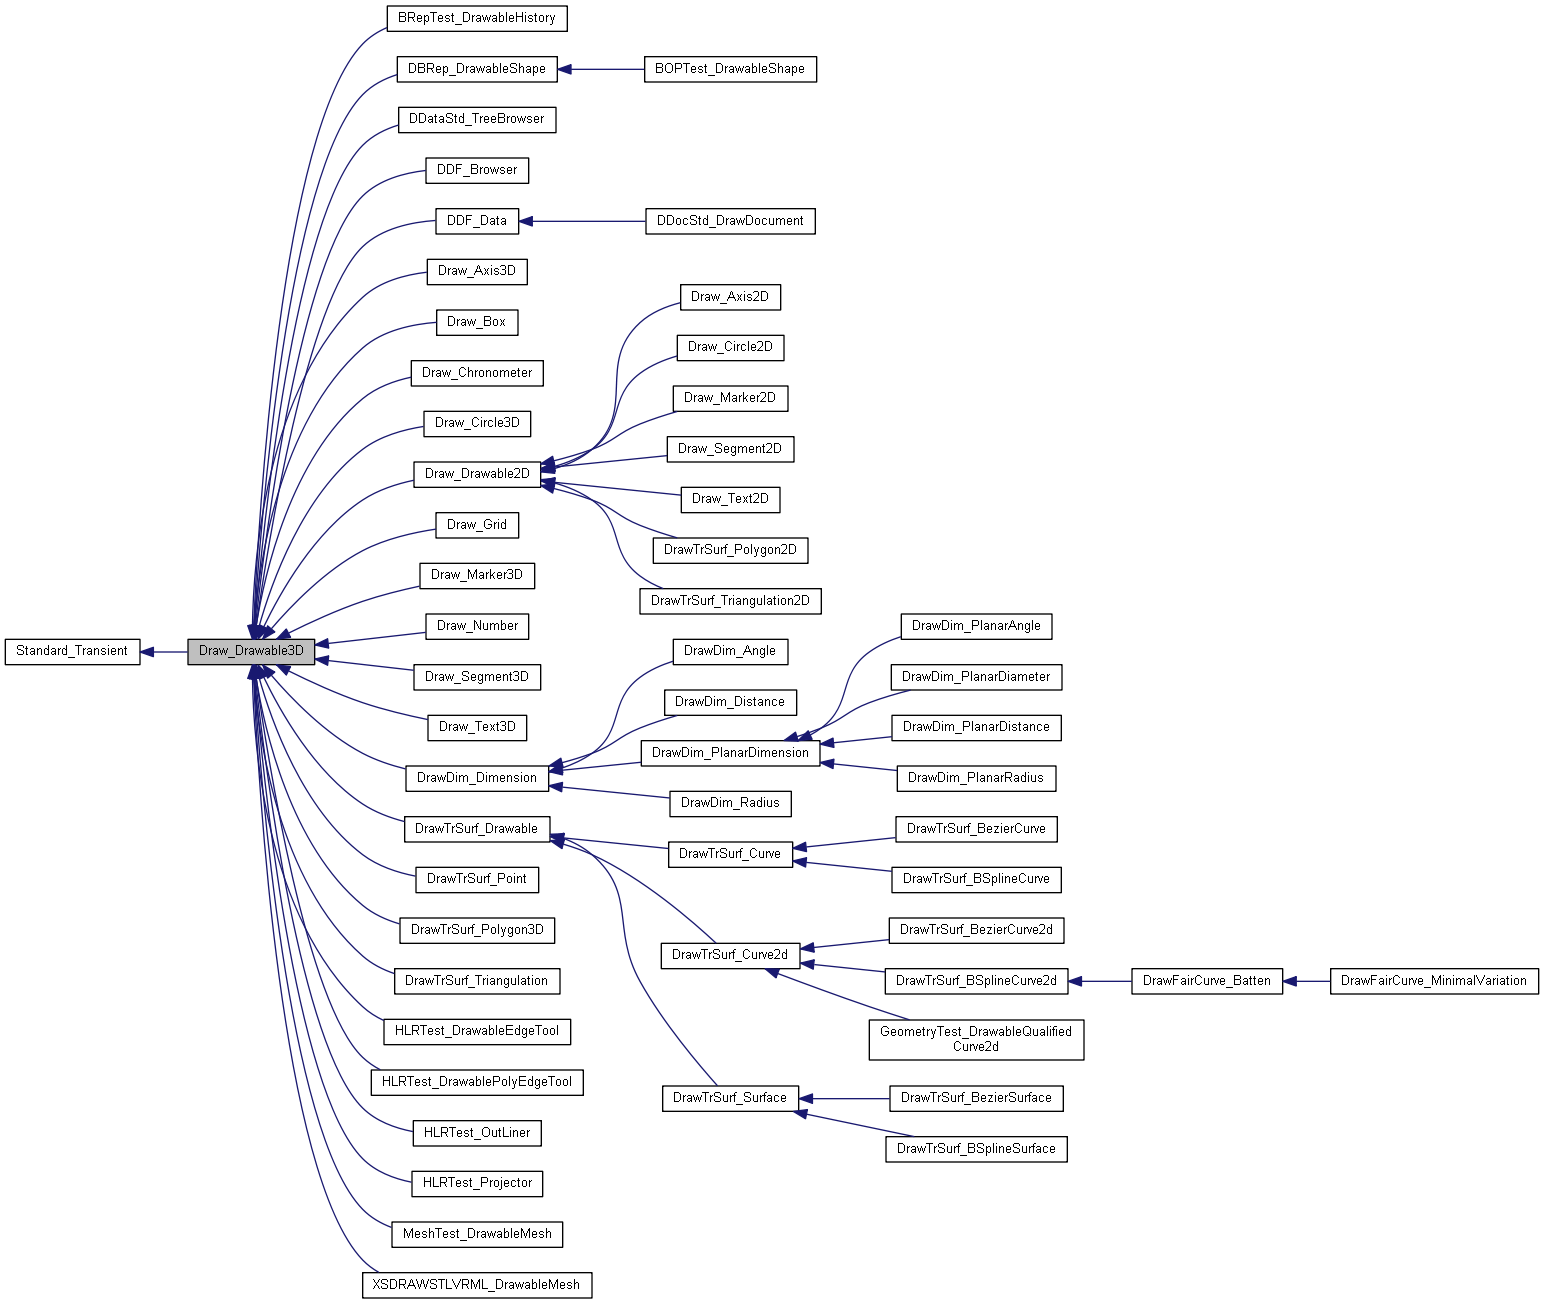 BRepTest_DrawableHistory
DBRep_DrawableShape
BOPTest_DrawableShape
DDataStd_TreeBrowser
DDF_Browser
DDF_Data
DDocStd_DrawDocument
Draw_Axis3D
Draw_Axis2D
Draw_Box
Draw_Circle2D
Draw_Chronometer
Draw_Marker2D
Draw_Circle3D
Draw_Segment2D
Draw_Drawable2D
Draw_Text2D
Draw_Grid
DrawTrSurf_Polygon2D
Draw_Marker3D
DrawTrSurf_Triangulation2D
Draw_Number
DrawDim_PlanarAngle
Standard_Transient
Draw_Drawable3D
DrawDim_Angle
Draw_Segment3D
DrawDim_PlanarDiameter
DrawDim_Distance
Draw_Text3D
DrawDim_PlanarDistance
DrawDim_PlanarDimension
DrawDim_Dimension
DrawDim_PlanarRadius
DrawDim_Radius
DrawTrSurf_Drawable
DrawTrSurf_BezierCurve
DrawTrSurf_Curve
DrawTrSurf_Point
DrawTrSurf_BSplineCurve
DrawTrSurf_Polygon3D
DrawTrSurf_BezierCurve2d
DrawTrSurf_Curve2d
DrawTrSurf_Triangulation
DrawTrSurf_BSplineCurve2d
DrawFairCurve_Batten
DrawFairCurve_MinimalVariation
HLRTest_DrawableEdgeTool
GeometryTest_DrawableQualified
Curve2d
HLRTest_DrawablePolyEdgeTool
DrawTrSurf_Surface
DrawTrSurf_BezierSurface
HLRTest_OutLiner
DrawTrSurf_BSplineSurface
HLRTest_Projector
MeshTest_DrawableMesh
XSDRAWSTLVRML_DrawableMesh